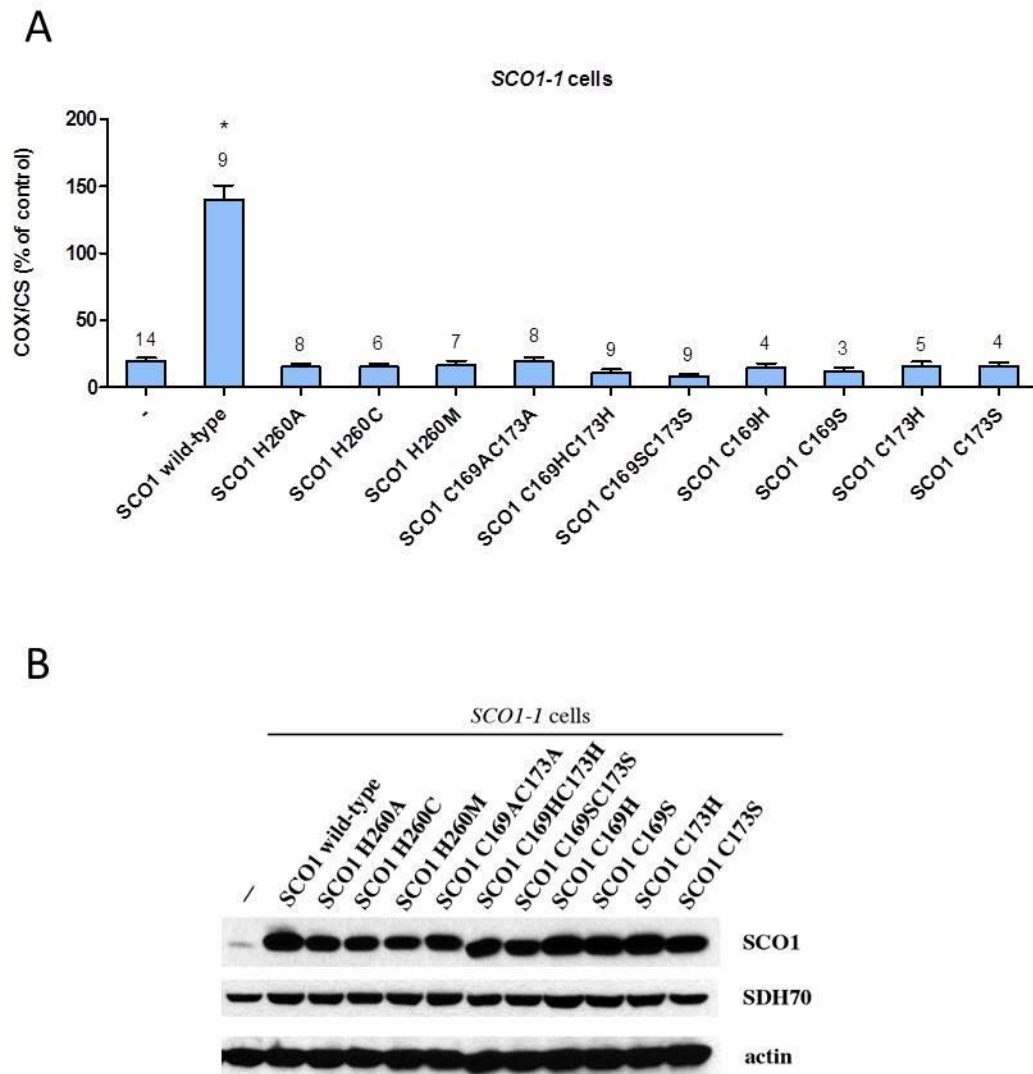 A
SCO1-1 cells
COX/CS (% of control)
200
150
100
50
0
*
14
9
8
6
7
8
9
9
4
3
5
4
-
SCO1 wild-type
SCO1 H260A
SCO1 H260C
SCO1 H260M
SCO1 C169AC173A
SCO1 C169HC173H
SCO1 C169SC173S
SCO1 C169H
SCO1 C169S
SCO1 C173H
SCO1 C173S
B
SCO1-1 cells
/
SCO1 wild-type
SCO1 H260A
SCO1 H260C
SCO1 H260M
SCO1 C169AC173A
SCO1 C169HC173H
SCO1 C169SC173S
SCO1 C169H
SCO1 C169S
SCO1 C173H
SCO1 C173S
SCO1
SDH70
actin